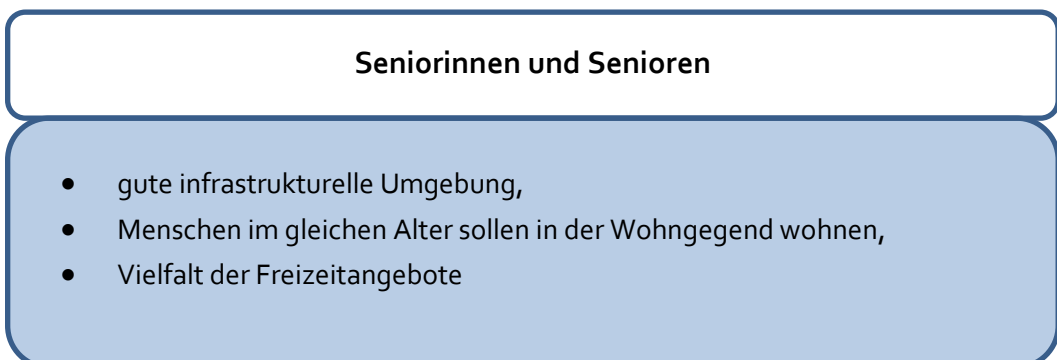 Seniorinnen und Senioren
• gute infrastrukturelle Umgebung,
• Menschen im gleichen Alter sollen in der Wohngegend wohnen,
• Vielfalt der Freizeitangebote